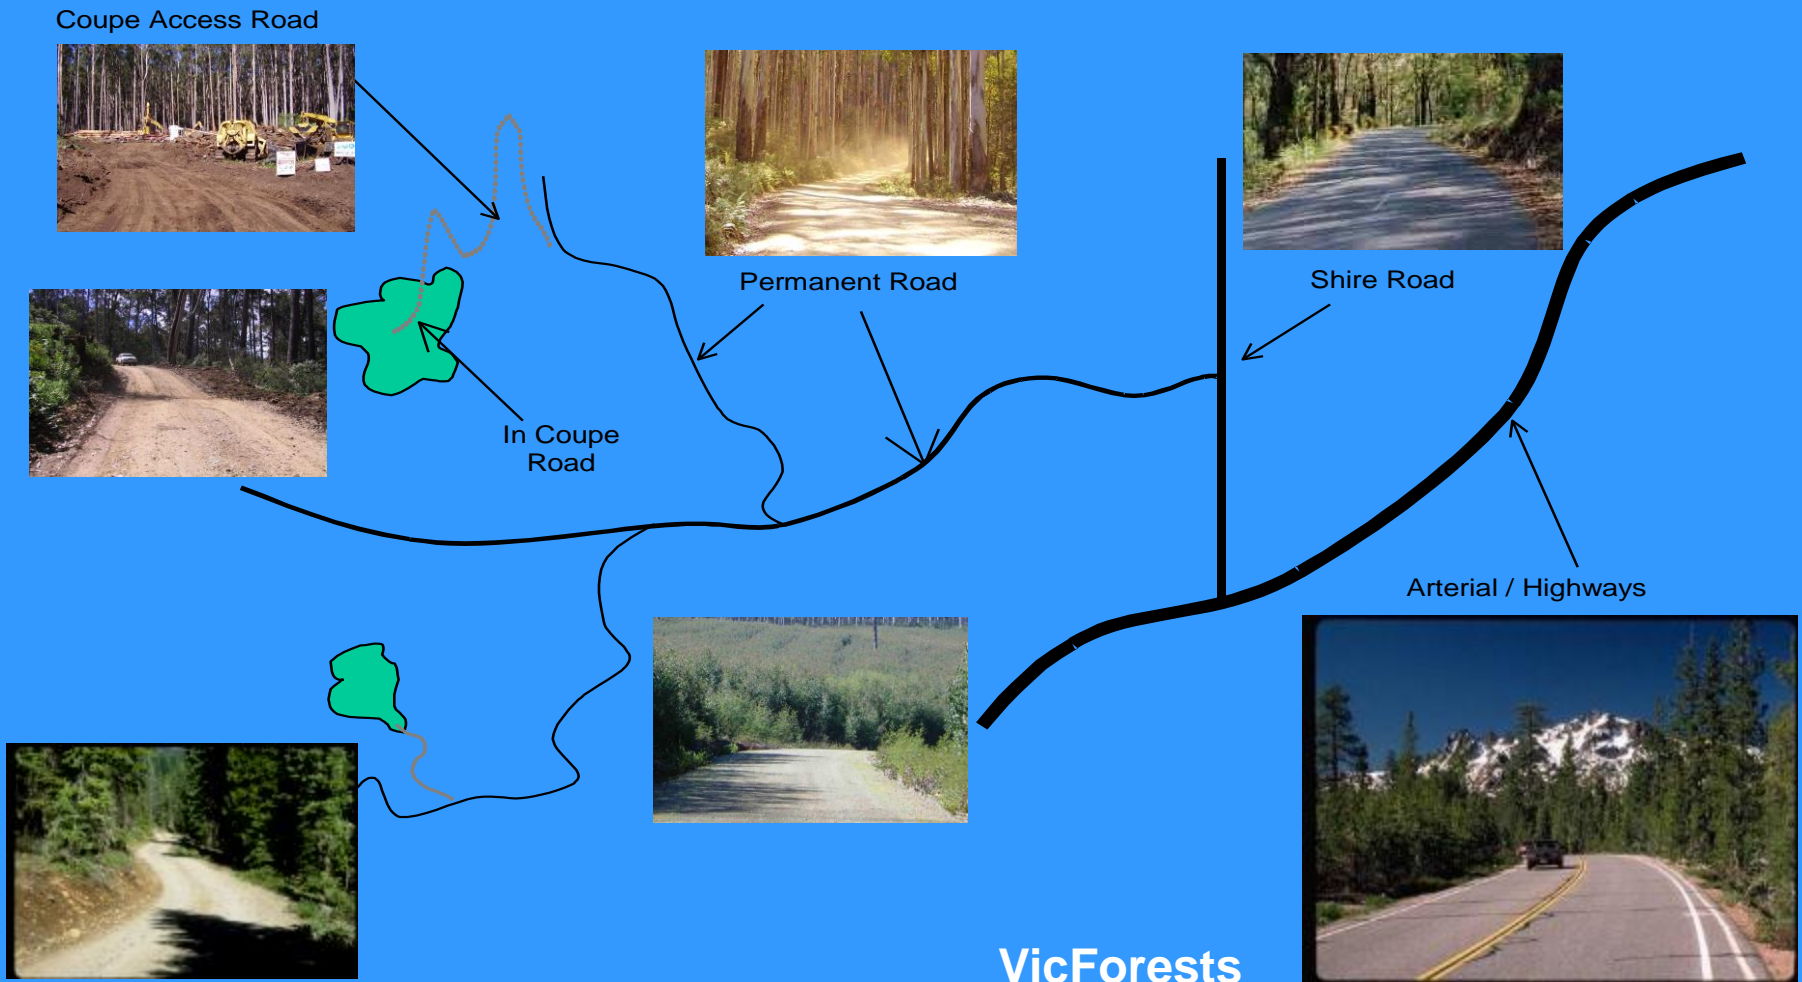 Coupe Access Road
Permanent Road
Shire Road
In Coupe
Road
Arterial / Highways
VicForests